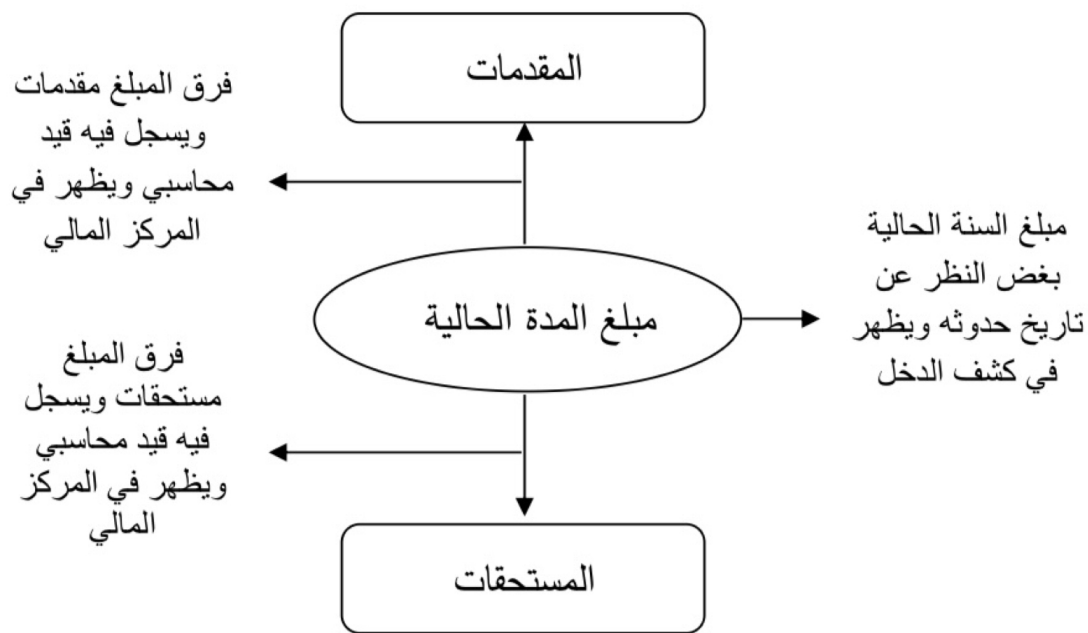 المقدمات
فرق المبلغ مقدمات
ويسجل فيه قيد
محاسبي ويظهر في
المركز المالي
مبلغ السنة الحالية
بغض النظر عن
تاريخ حدوثه ويظهر
في كشف الدخل
مبلغ المدة الحالية
فرق المبلغ
مستحقات ويسجل
فيه قيد محاسبي
ويظهر في المركز
المالي
المستحقات